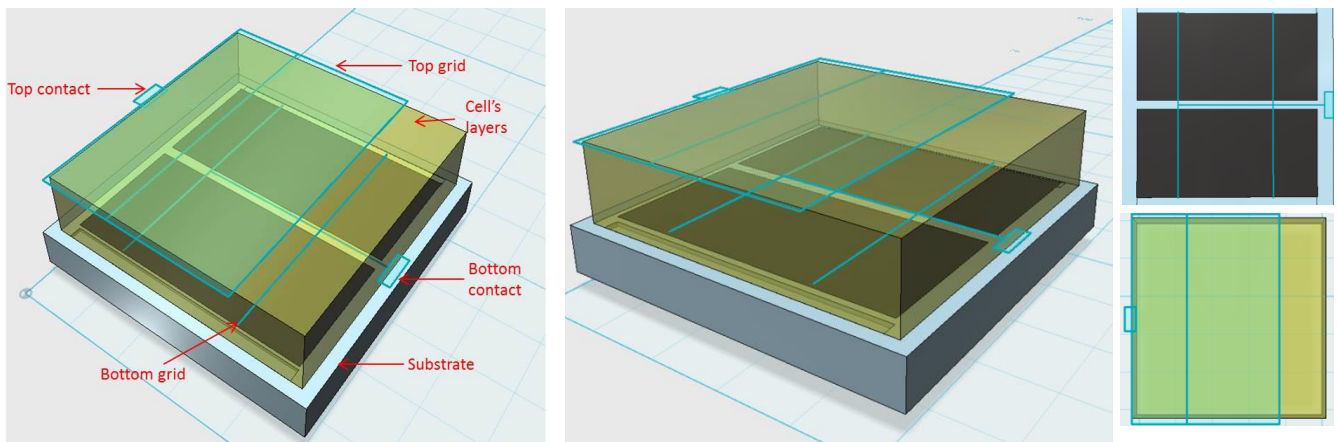 Top grid
Top contact
Cell's
layers
Bottom
contact
Bottom grid
Substrate